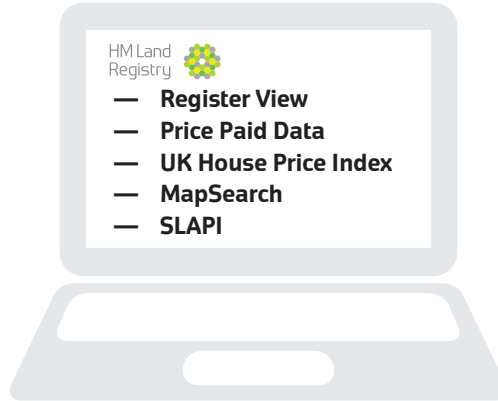 HM Land
Registry
— Register View
— Price Paid Data
— UK House Price Index
— MapSearch
— SLAPI